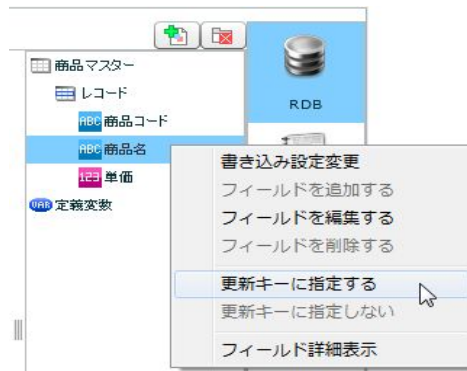 商品マスター
レコード
ABC 商品コード
ABC 商品名
123 単価
VAR 定義変数
RDB
書き込み設定変更
フィールドを追加する
フィールドを編集する
フィールドを削除する
更新キーに指定する
更新キーに指定しない
フィールド詳細表示